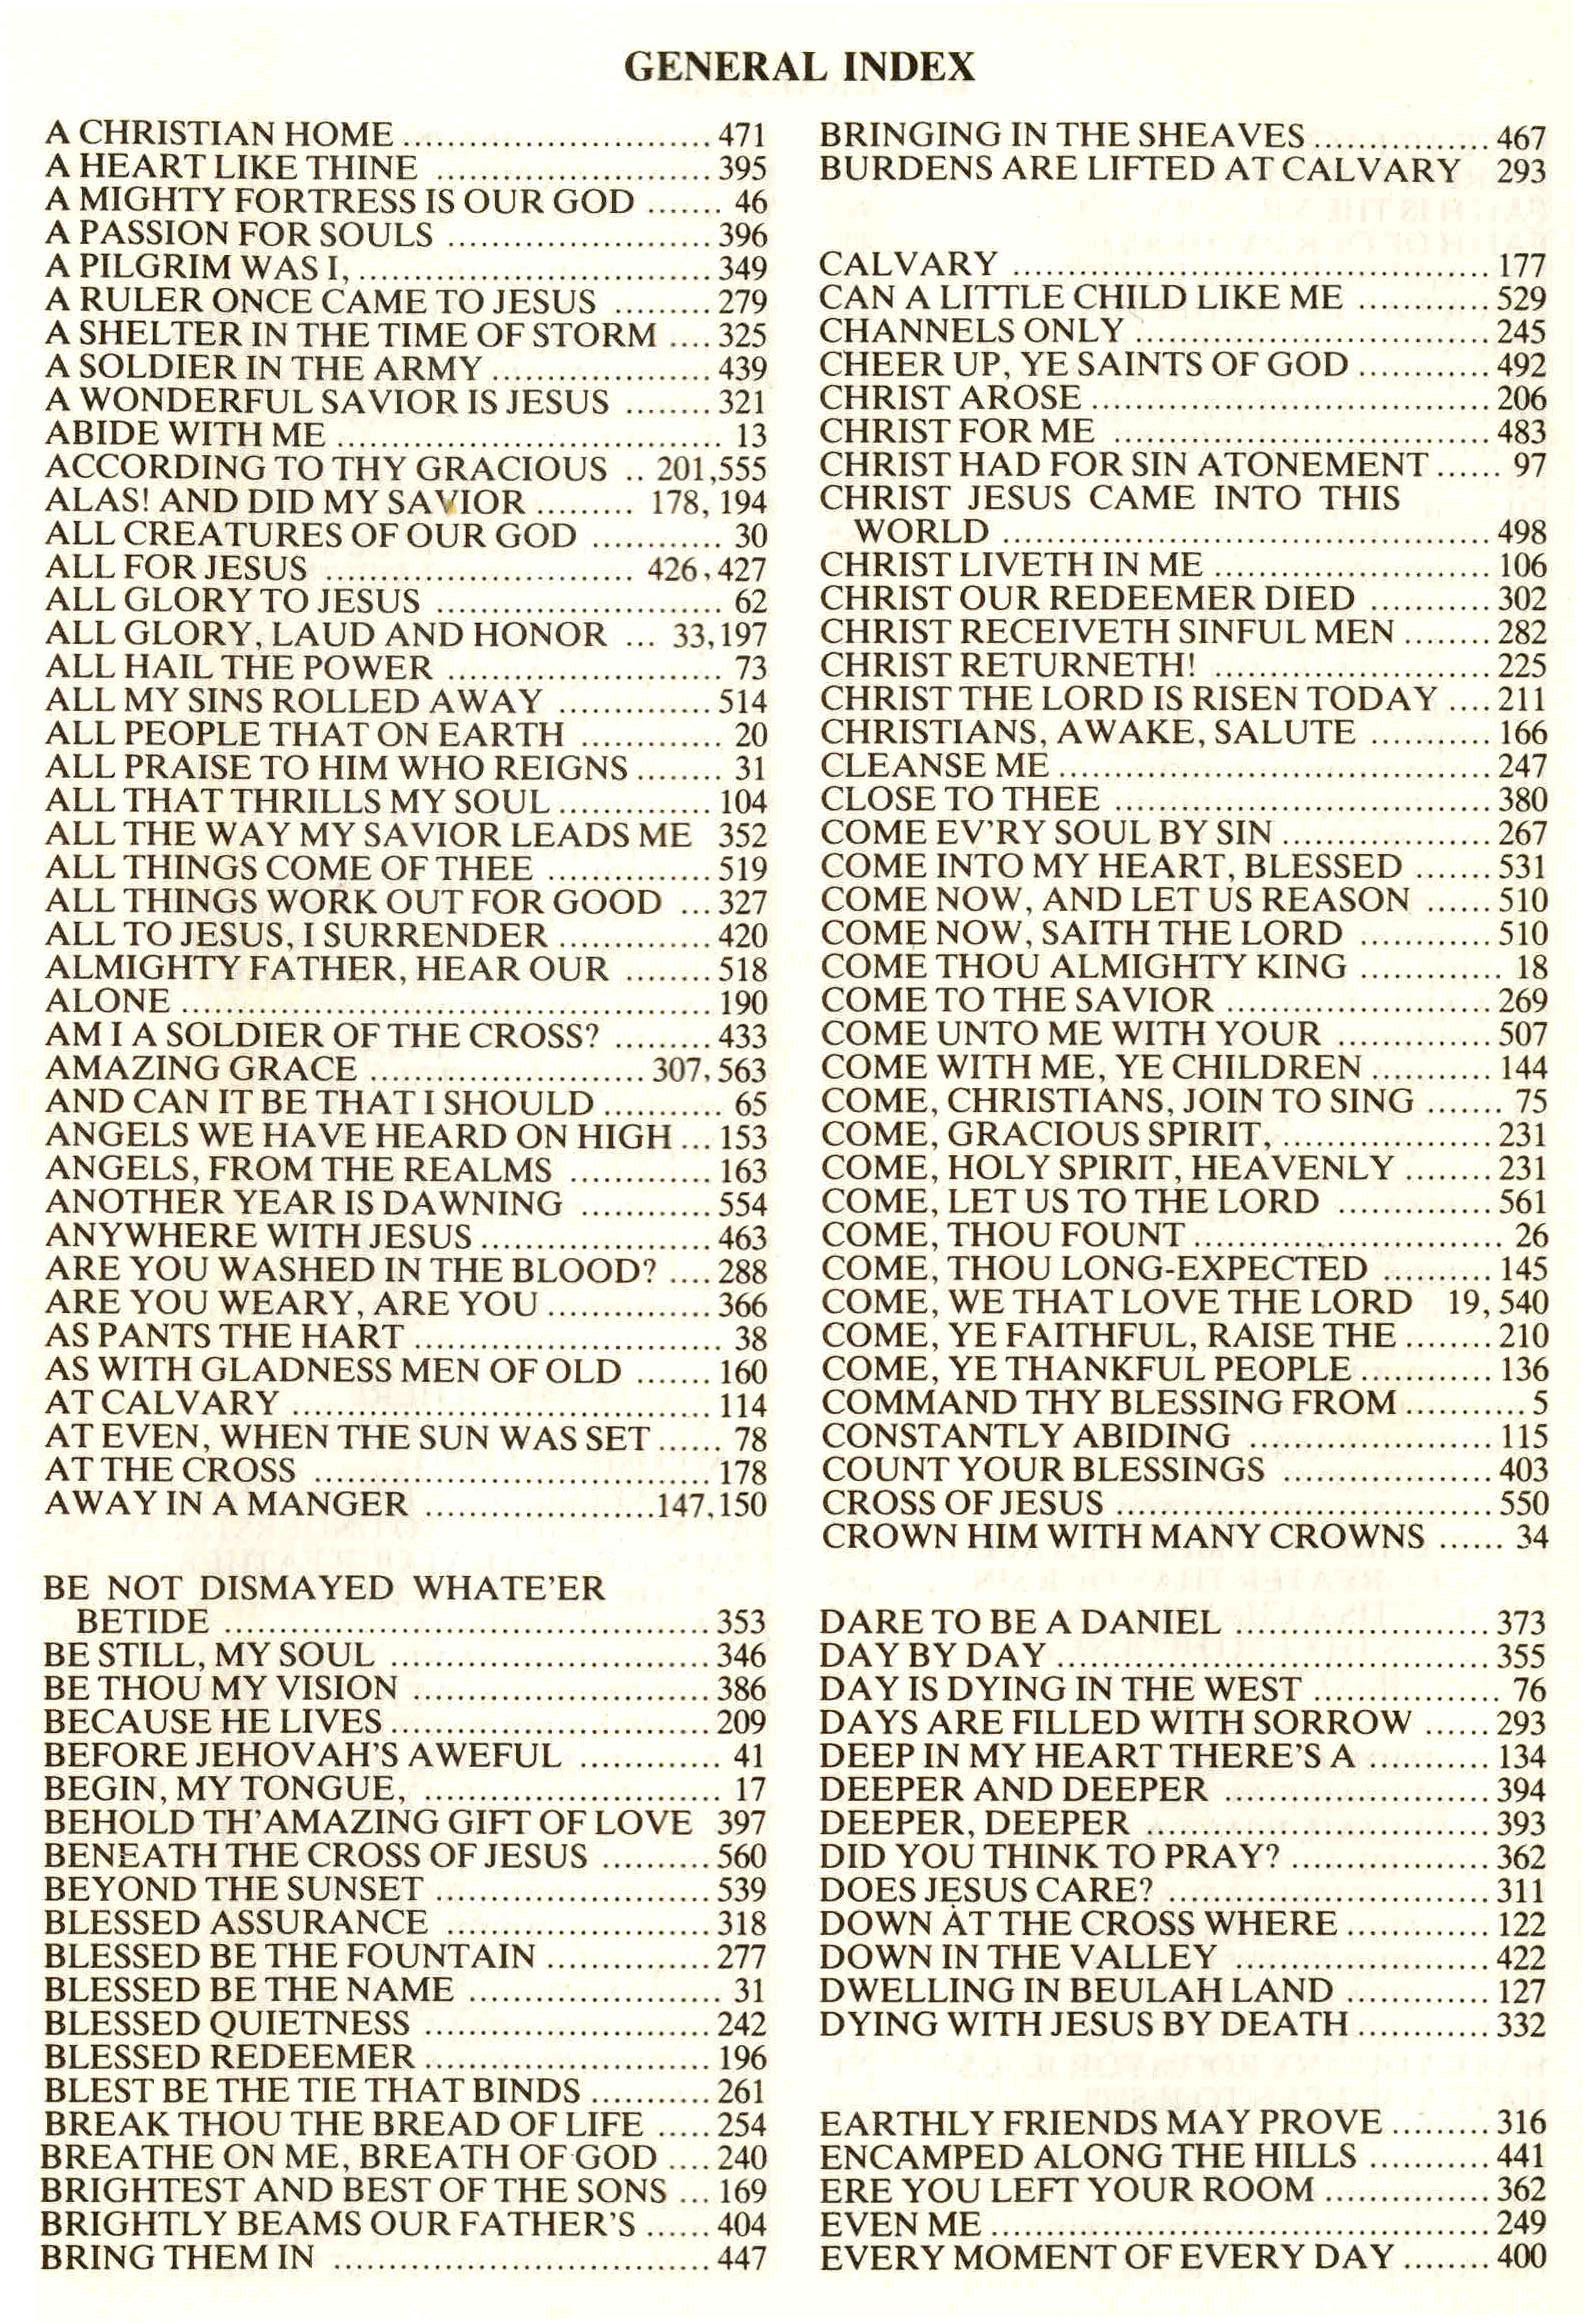 GENERAL INDEX
A CHRISTIAN HOME ............................ 471
A HEART LIKE THINE ......................... 395
A MIGHTY FORTRESS IS OUR GOD ....... 46
A PASSION FOR SOULS ........................ 396
A PILGRIM WAS I, ................................ 349
A RULER ONCE CAME TO JESUS ......... 279
A SHELTER IN THE TIME OF STORM .... 325
A SOLDIER IN THE ARMY .................... 439
A WONDERFUL SAVIOR IS JESUS ........ 321
ABIDE WITH ME ................................... 13
ACCORDING TO THY GRACIOUS .. 201,555
ALAS! AND DID MY SAVIOR ......... 178, 194
ALL CREATURES OF OUR GOD ............ 30
ALL FOR JESUS ............................ 426,427
ALL GLORY TO JESUS .......................... 62
ALL GLORY, LAUD AND HONOR ... 33,197
ALL HAIL THE POWER ......................... 73
ALL MY SINS ROLLED AWAY .............. 514
ALL PEOPLE THAT ON EARTH ............. 20
ALL PRAISE TO HIM WHO REIGNS ........ 31
ALL THAT THRILLS MY SOUL .............. 104
ALL THE WAY MY SAVIOR LEADS ME 352
ALL THINGS COME OF THEE ............... 519
ALL THINGS WORK OUT FOR GOOD ... 327
ALL TO JESUS, I SURRENDER .............. 420
ALMIGHTY FATHER, HEAR OUR ........ 518
ALONE ................................................ 190
AM I A SOLDIER OF THE CROSS? ......... 433
AMAZING GRACE ......................... 307,563
AND CAN IT BE THAT I SHOULD ........... 65
ANGELS WE HAVE HEARD ON HIGH ... 153
ANGELS, FROM THE REALMS ............. 163
ANOTHER YEAR IS DAWNING ............ 554
ANYWHERE WITH JESUS ..................... 463
ARE YOU WASHED IN THE BLOOD? .... 288
ARE YOU WEARY, ARE YOU ............... 366
AS PANTS THE HART ............................ 38
AS WITH GLADNESS MEN OF OLD ....... 160
AT CALVARY ...................................... 114
AT EVEN, WHEN THE SUN WAS SET ...... 78
AT THE CROSS .................................... 178
AWAY IN A MANGER .....................147,150
BE NOT DISMAYED WHATE'ER
BETIDE ............................................ 353
BE STILL, MY SOUL ............................. 346
BE THOU MY VISION ........................... 386
BECAUSE HE LIVES ............................. 209
BEFORE JEHOVAH'S AWEFUL ............. 41
BEGIN, MY TONGUE, ........................... 17
BEHOLD TH'AMAZING GIFT OF LOVE 397
BENEATH THE CROSS OF JESUS .......... 560
BEYOND THE SUNSET ......................... 539
BLESSED ASSURANCE ........................ 318
BLESSED BE THE FOUNTAIN ............... 277
BLESSED BE THE NAME ....................... 31
BLESSED QUIETNESS .......................... 242
BLESSED REDEEMER .......................... 196
BLEST BE THE TIE THAT BINDS ........... 261
BREAK THOU THE BREAD OF LIFE ..... 254
BREATHE ON ME, BREATH OF GOD .... 240
BRIGHTEST AND BEST OF THE SONS ... 169
BRIGHTLY BEAMS OUR FATHER'S ...... 404
BRING THEM IN .................................. 447
BRINGING IN THE SHEAVES ................ 467
BURDENS ARE LIFTED AT CALVARY 293
CALVARY ........................................... 177
CAN A LITTLE CHILD LIKE ME ............ 529
CHANNELS ONLY ................................ 245
CHEER UP, YE SAINTS OF GOD ............ 492
CHRIST AROSE .................................... 206
CHRIST FOR ME .................................. 483
CHRIST HAD FOR SIN ATONEMENT ...... 97
CHRIST JESUS CAME INTO THIS
WORLD ............................................ 498
CHRIST LIVETH IN ME ......................... 106
CHRIST OUR REDEEMER DIED ........... 302
CHRIST RECEIVETH SINFUL MEN ........ 282
CHRIST RETURNETH! ......................... 225
CHRIST THE LORD IS RISEN TODAY .... 211
CHRISTIANS, AWAKE, SALUTE ........... 166
CLEANSE ME ....................................... 247
CLOSE TO THEE .................................. 380
COME EV'RY SOUL BY SIN ................... 267
COME INTO MY HEART, BLESSED ....... 531
COME NOW, AND LET US REASON ...... 510
COME NOW, SAITH THE LORD ............ 510
COME THOU ALMIGHTY KING ............. 18
COME TO THE SAVIOR ........................ 269
COME UNTO ME WITH YOUR .............. 507
COME WITH ME, YE CHILDREN ........... 144
COME, CHRISTIANS, JOIN TO SING ....... 75
COME, GRACIOUS SPIRIT, ................... 231
COME, HOLY SPIRIT, HEAVENLY ........ 231
COME, LET US TO THE LORD .............. 561
COME, THOU FOUNT ............................ 26
COME, THOU LONG-EXPECTED .......... 145
COME, WE THAT LOVE THE LORD 19, 540
COME, YE FAITHFUL, RAISE THE ........ 210
COME, YE THANKFUL PEOPLE ............ 136
COMMAND THY BLESSING FROM ........... 5
CONSTANTLY ABIDING ...................... 115
COUNT YOUR BLESSINGS ................... 403
CROSS OF JESUS .................................. 550
CROWN HIM WITH MANY CROWNS ...... 34
DARE TO BE A DANIEL ....................... 373
DAY BY DAY ....................................... 355
DAY IS DYING IN THE WEST ................. 76
DAYS ARE FILLED WITH SORROW ...... 293
DEEP IN MY HEART THERE'S A ........... 134
DEEPER AND DEEPER ........................ 394
DEEPER, DEEPER ............................... 393
DID YOU THINK TO PRAY? .................. 362
DOES JESUS CARE? ............................. 311
DOWN AT THE CROSS WHERE ............. 122
DOWN IN THE VALLEY ....................... 422
DWELLING IN BEULAH LAND ............. 127
DYING WITH JESUS BY DEATH ............ 332
EARTHLY FRIENDS MAY PROVE ......... 316
ENCAMPED ALONG THE HILLS ........... 441
ERE YOU LEFT YOUR ROOM ............... 362
EVEN ME ............................................. 249
EVERY MOMENT OF EVERY DAY ........ 400